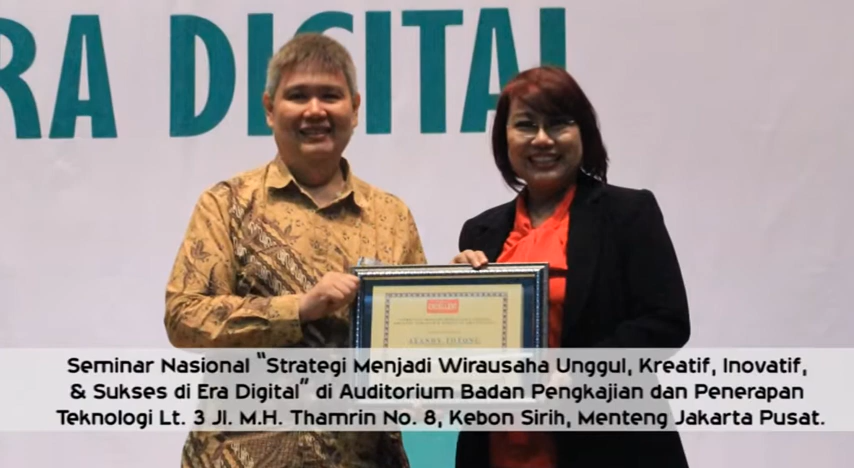 ERA DIGITAL
Seminar Nasional "Strategi Menjadi Wirausaha Unggul, Kreatif, Inovatif,
& Sukses di Era Digital" di Auditorium Badan Pengkajian dan Penerapan
Teknologi Lt. 3 Jl. M.H. Thamrin No. 8, Kebon Sirih, Menteng Jakarta Pusat.